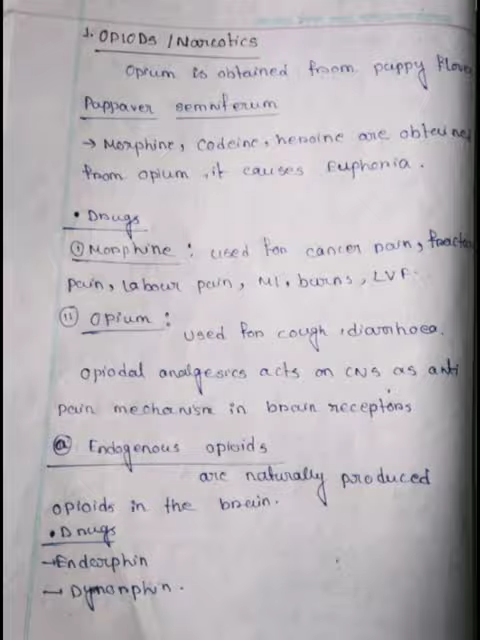 1. OPIODS / Narcotics
Opium is obtained from pappy flower
Pappaver semniferum
→ Morphine, codeine, heroine are obtained
from opium, it causes Euphoria.
• Drugs
① Morphine : used for cancer pain, fracture
pain, labour pain, MI, burns, LVF.
⑪ Opium :
used for cough, diarrhoea.
opiodal analgesics acts on CNS as anti
pain mechanism in brain receptors
ⓐ Endogenous opioids
are naturally produced
opioids in the brain.
• Drugs
→ Endorphin
→ Dymorphin.